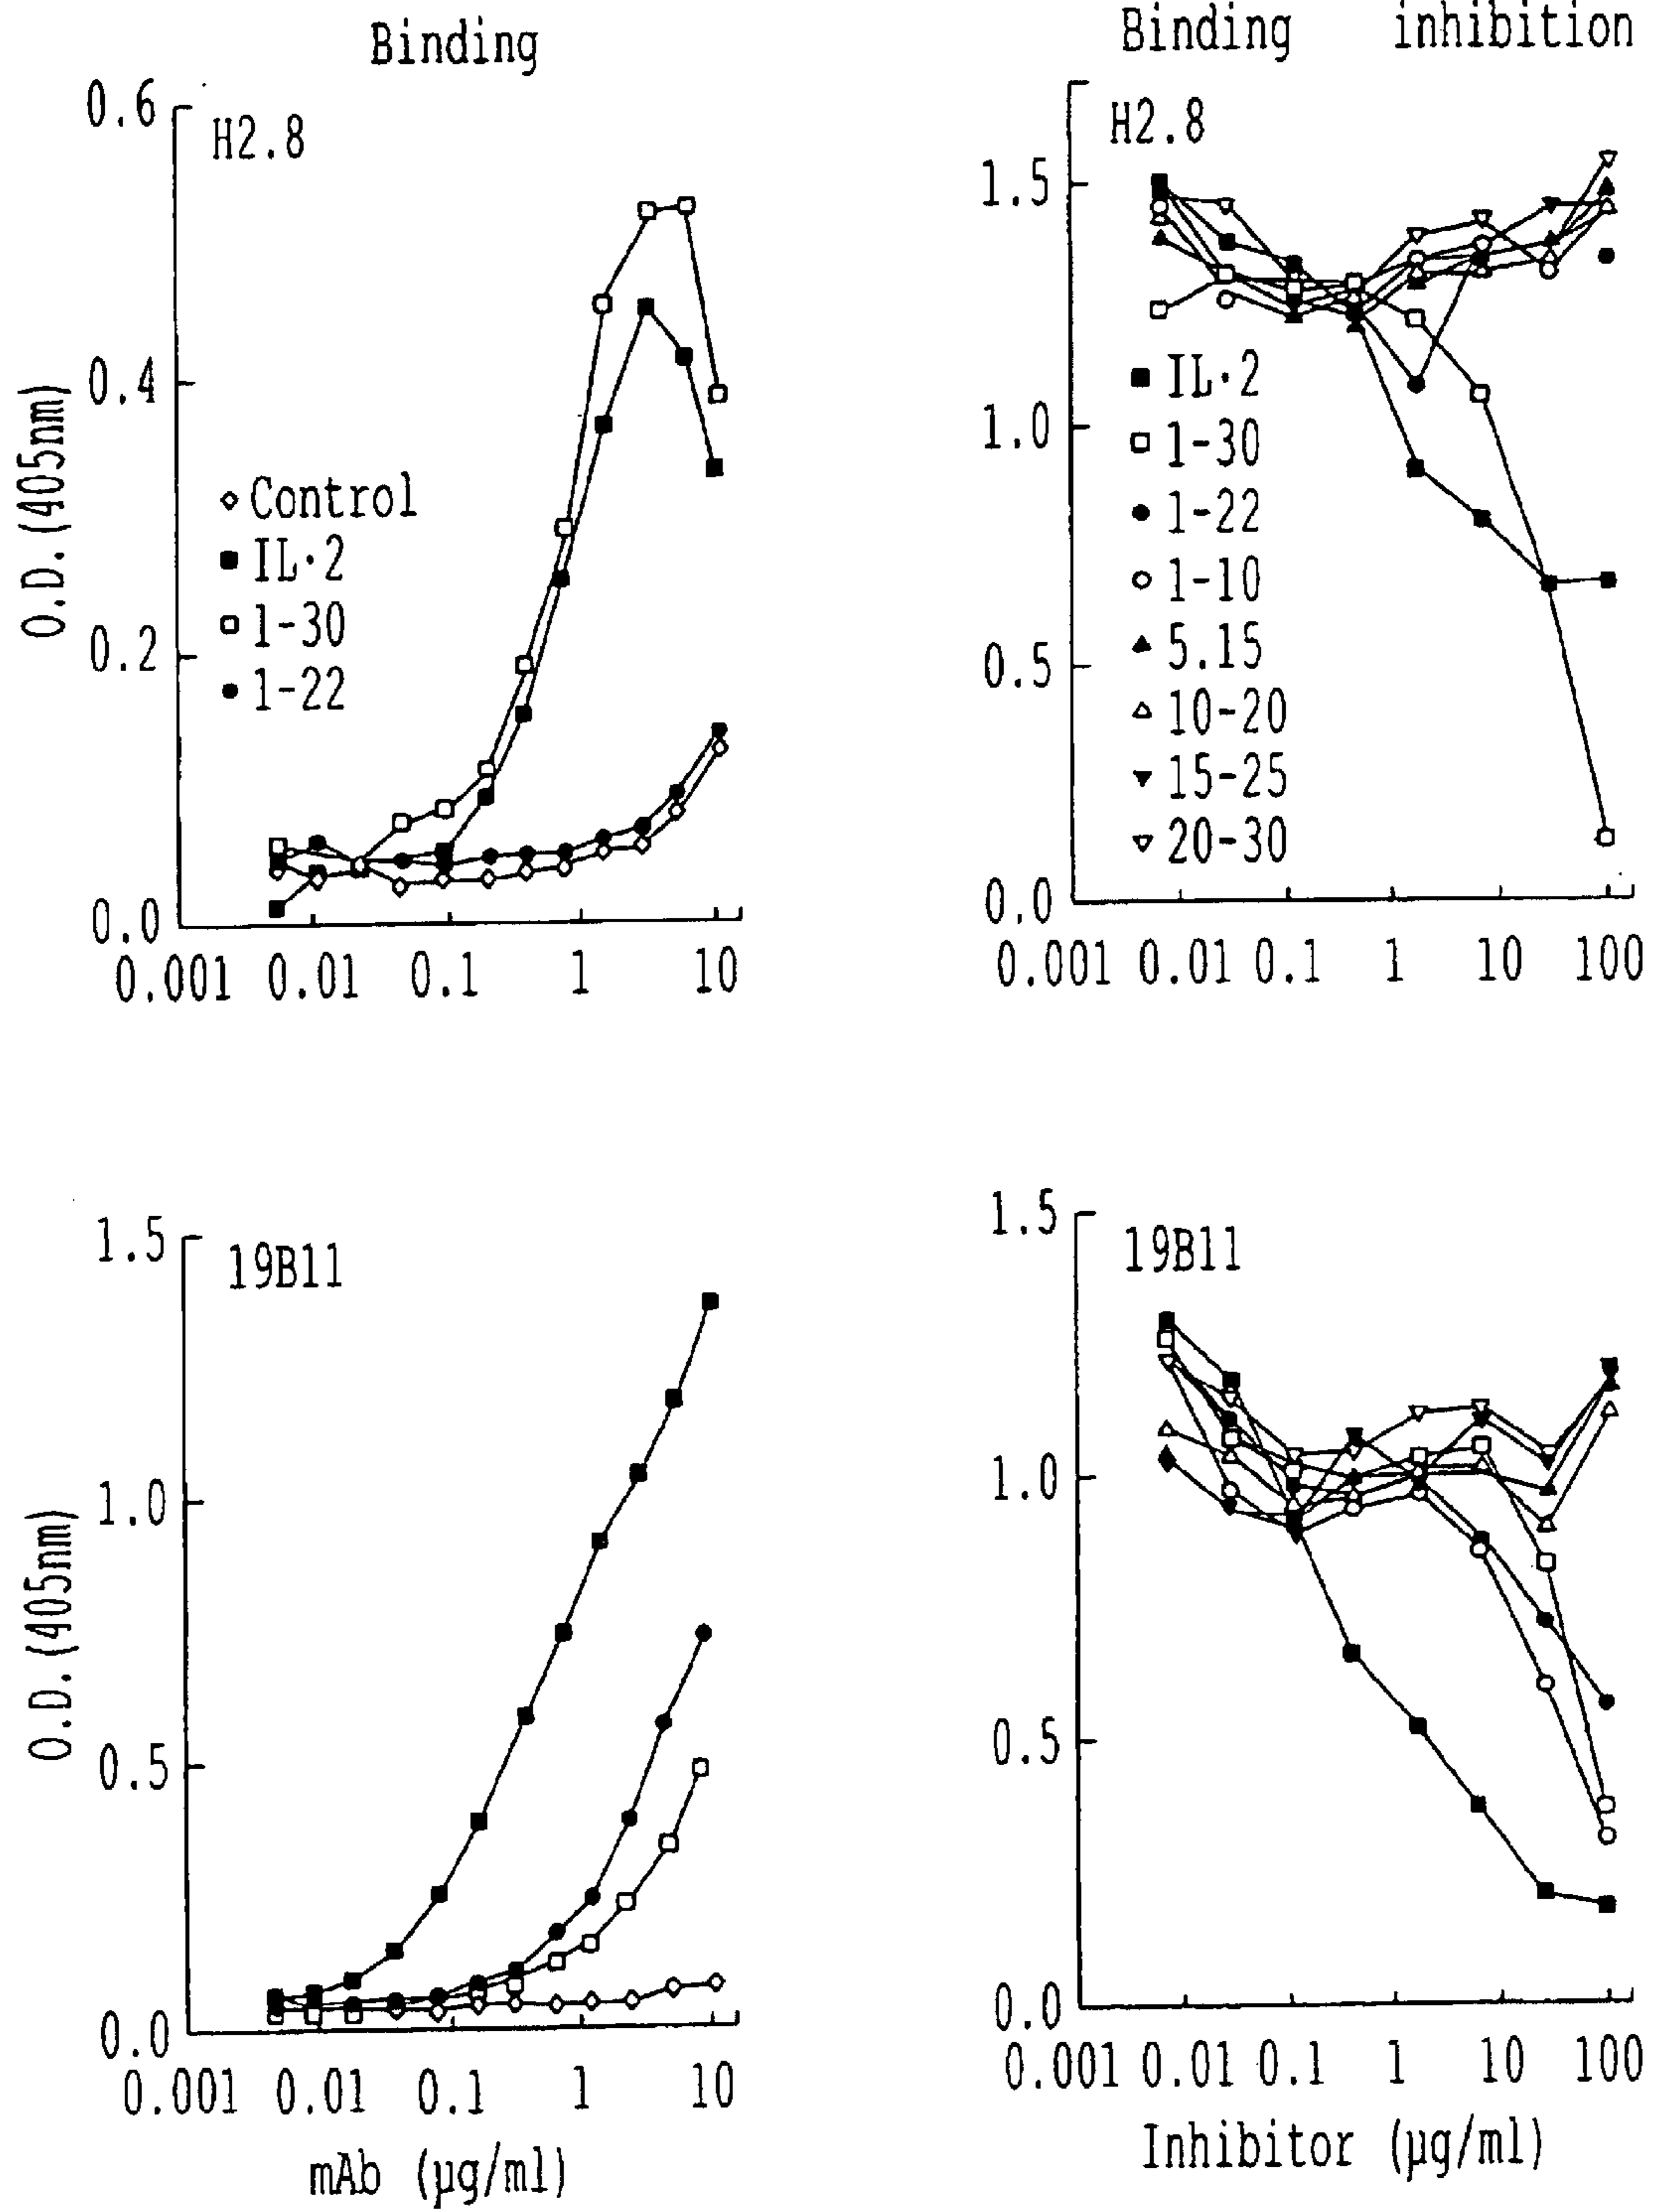 Binding
0.6
H2.8
0.4
0.2
0.0
O.D.(405nm)
Control
IL·2
1-30
1-22
0.001 0.01 0.1 1 10
Binding inhibition
H2.8
1.5
1.0
0.5
0.0
IL·2
1-30
1-22
1-10
5.15
10-20
15-25
20-30
0.001 0.01 0.1 1 10 100
1.5
19B11
1.0
0.5
0.0
O.D.(405nm)
0.001 0.01 0.1 1 10
mAb (μg/ml)
1.5
19B11
1.0
0.5
0.0
0.001 0.01 0.1 1 10 100
Inhibitor (μg/ml)